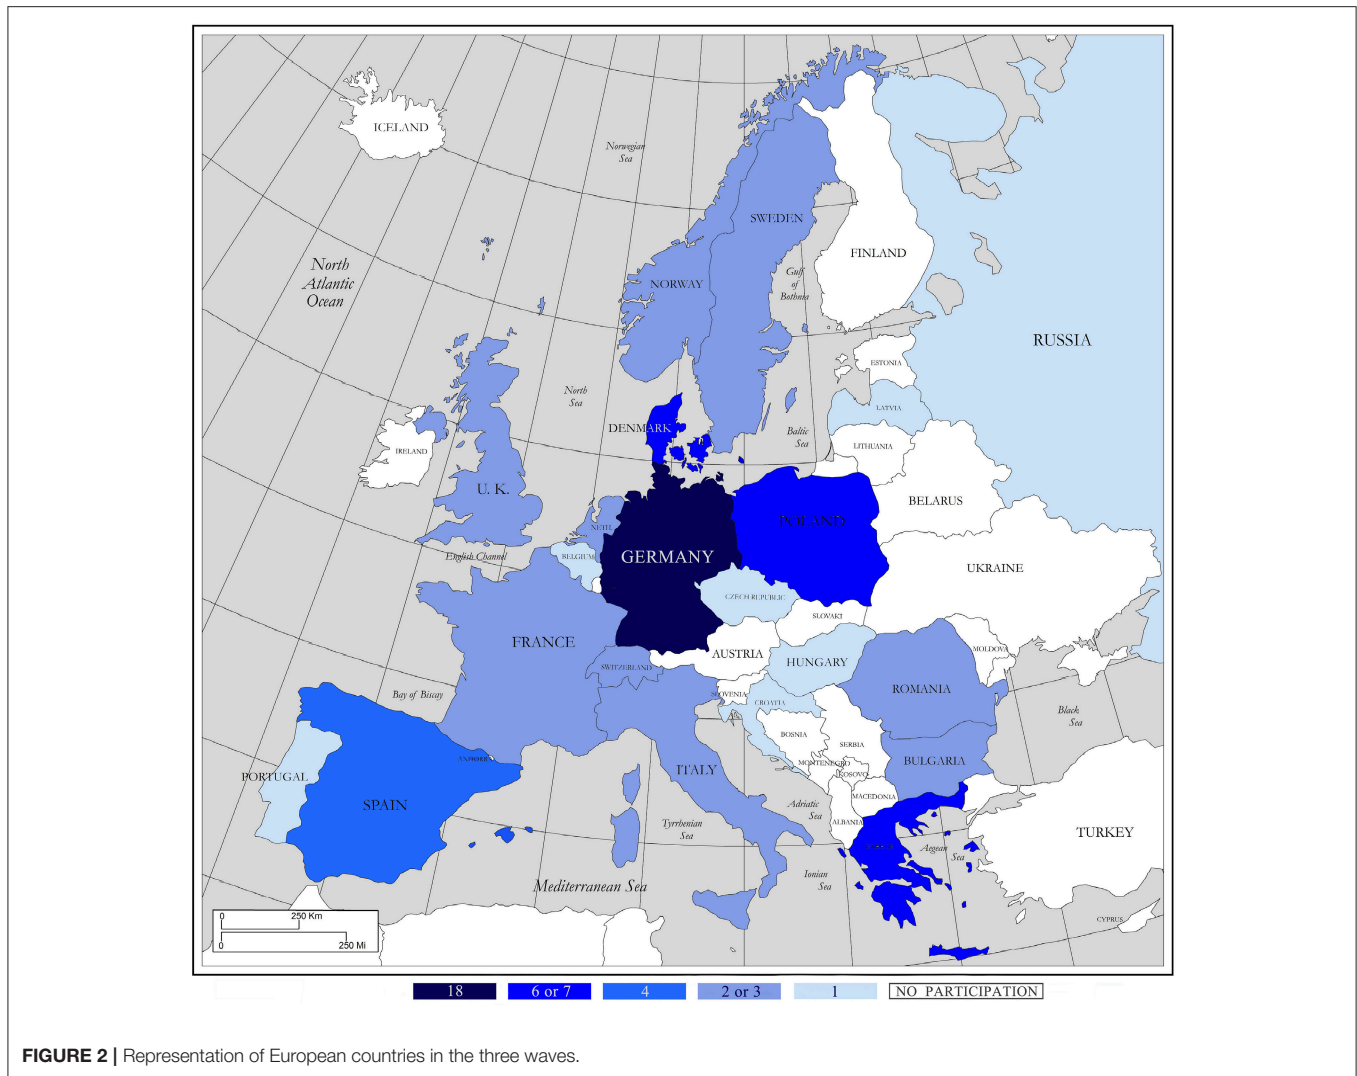 ICELAND
Norwegian
Sea
SWEDEN
FINLAND
North
Atlantic
Ocean
Gulf
of
Bothnia
NORWAY
RUSSIA
ESTONIA
North
Sea
LATVIA
DENMARK
Baltic
Sea
LITHUANIA
IRELAND
U. K.
BELARUS
NETH.
POLAND
English Channel
BELGIUM
GERMANY
UKRAINE
CZECH REPUBLIC
SLOVAKI
FRANCE
AUSTRIA
MOLDOVA
HUNGARY
SWITZERLAND
ROMANIA
Bay of Biscay
SLOVENIA
CROATIA
Black
Sea
BOSNIA
SERBIA
ANDORRA
MONTENEGRO
BULGARIA
ITALY
KOSOVO
PORTUGAL
MACEDONIA
SPAIN
Adriatic
Sea
ALBANIA
Tyrrhenian
Sea
TURKEY
Aegean
Sea
Ionian
Sea
Mediterranean Sea
CYPRUS
0 250 Km
0 250 Mi
18 6 or 7 4 2 or 3 1 NO PARTICIPATION
FIGURE 2 | Representation of European countries in the three waves.